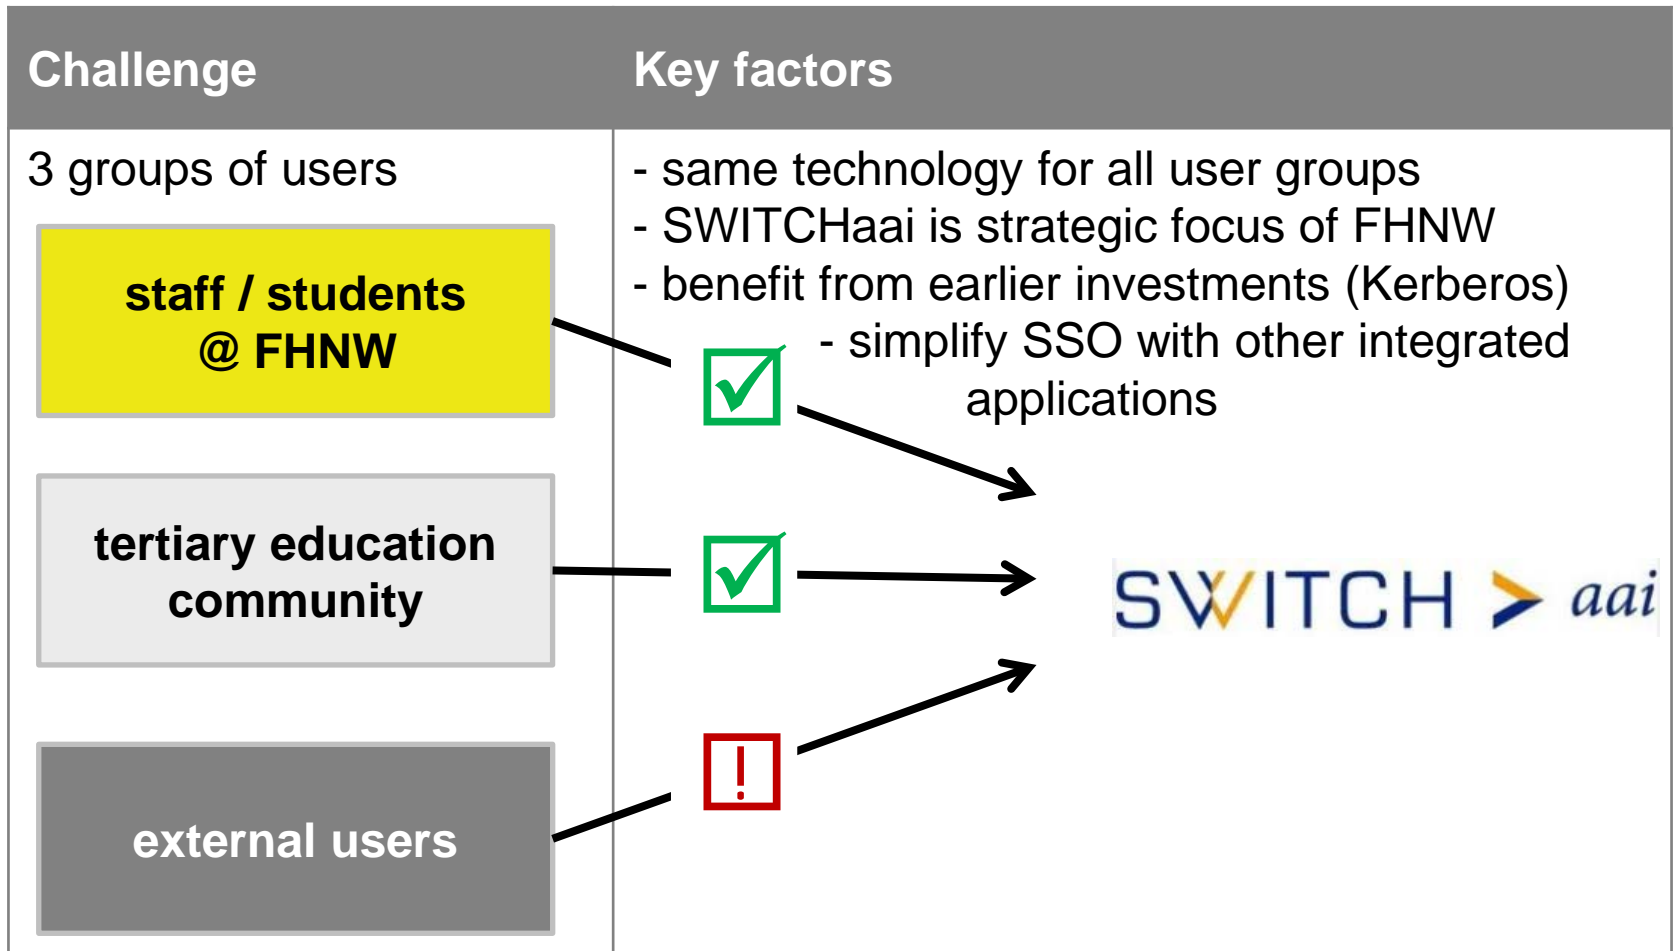 Challenge
Key factors
3 groups of users
- same technology for all user groups
- SWITCHaai is strategic focus of FHNW
- benefit from earlier investments (Kerberos)
- simplify SSO with other integrated
applications
staff / students
@ FHNW
tertiary education
community
external users
!
SWITCH > aai